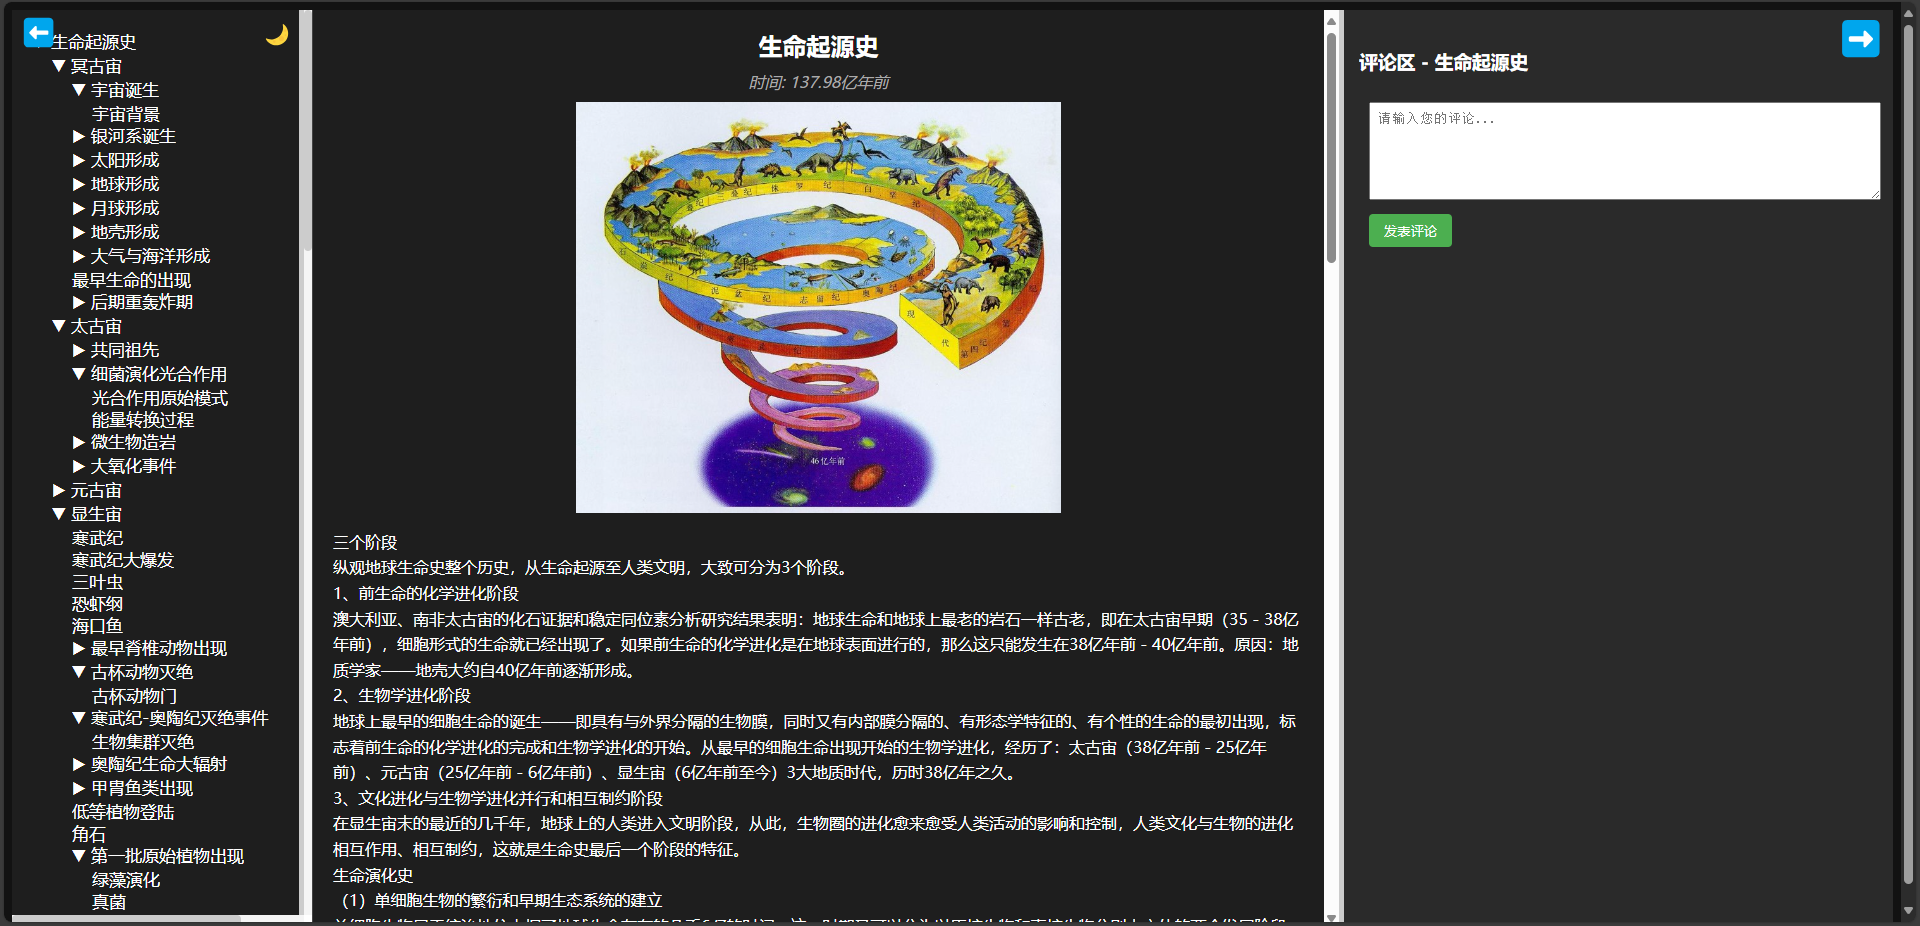 生命起源史
▼ 冥古宙
▼ 宇宙诞生
宇宙背景
▶ 银河系诞生
▶ 太阳形成
▶ 地球形成
▶ 月球形成
▶ 地壳形成
▶ 大气与海洋形成
最早生命的出现
▶ 后期重轰炸期
▼ 太古宙
▶ 共同祖先
▼ 细菌演化光合作用
光合作用原始模式
能量转换过程
▶ 微生物造岩
▶ 大氧化事件
▶ 元古宙
▼ 显生宙
寒武纪
寒武纪大爆发
三叶虫
恐虾纲
海口鱼
▶ 最早脊椎动物出现
▼ 古杯动物灭绝
古杯动物门
▼ 寒武纪-奥陶纪灭绝事件
生物集群灭绝
▶ 奥陶纪生命大辐射
▶ 甲胄鱼类出现
低等植物登陆
角石
▼ 第一批原始植物出现
绿藻演化
真菌
生命起源史
时间: 137.98亿年前
三叠纪 侏罗纪 白垩纪
石炭纪 泥盆纪 志留纪 奥陶纪
现代 第四纪
46亿年前
三个阶段
纵观地球生命史整个历史，从生命起源至人类文明，大致可分为3个阶段。
1、前生命的化学进化阶段
澳大利亚、南非太古宙的化石证据和稳定同位素分析研究结果表明：地球生命和地球上最老的岩石一样古老，即在太古宙早期（35 - 38亿
年前），细胞形式的生命就已经出现了。如果前生命的化学进化是在地球表面进行的，那么这只能发生在38亿年前 - 40亿年前。原因：地
质学家——地壳大约自40亿年前逐渐形成。
2、生物学进化阶段
地球上最早的细胞生命的诞生——即具有与外界分隔的生物膜，同时又有内部膜分隔的、有形态学特征的、有个性的生命的最初出现，标
志着前生命的化学进化的完成和生物学进化的开始。从最早的细胞生命出现开始的生物学进化，经历了：太古宙（38亿年前 - 25亿年
前）、元古宙（25亿年前 - 6亿年前）、显生宙（6亿年前至今）3大地质时代，历时38亿年之久。
3、文化进化与生物学进化并行和相互制约阶段
在显生宙末的最近的几千年，地球上的人类进入文明阶段，从此，生物圈的进化愈来愈受人类活动的影响和控制，人类文化与生物的进化
相互作用、相互制约，这就是生命史最后一个阶段的特征。
生命演化史
（1）单细胞生物的繁衍和早期生态系统的建立
评论区 - 生命起源史
请输入您的评论...
发表评论